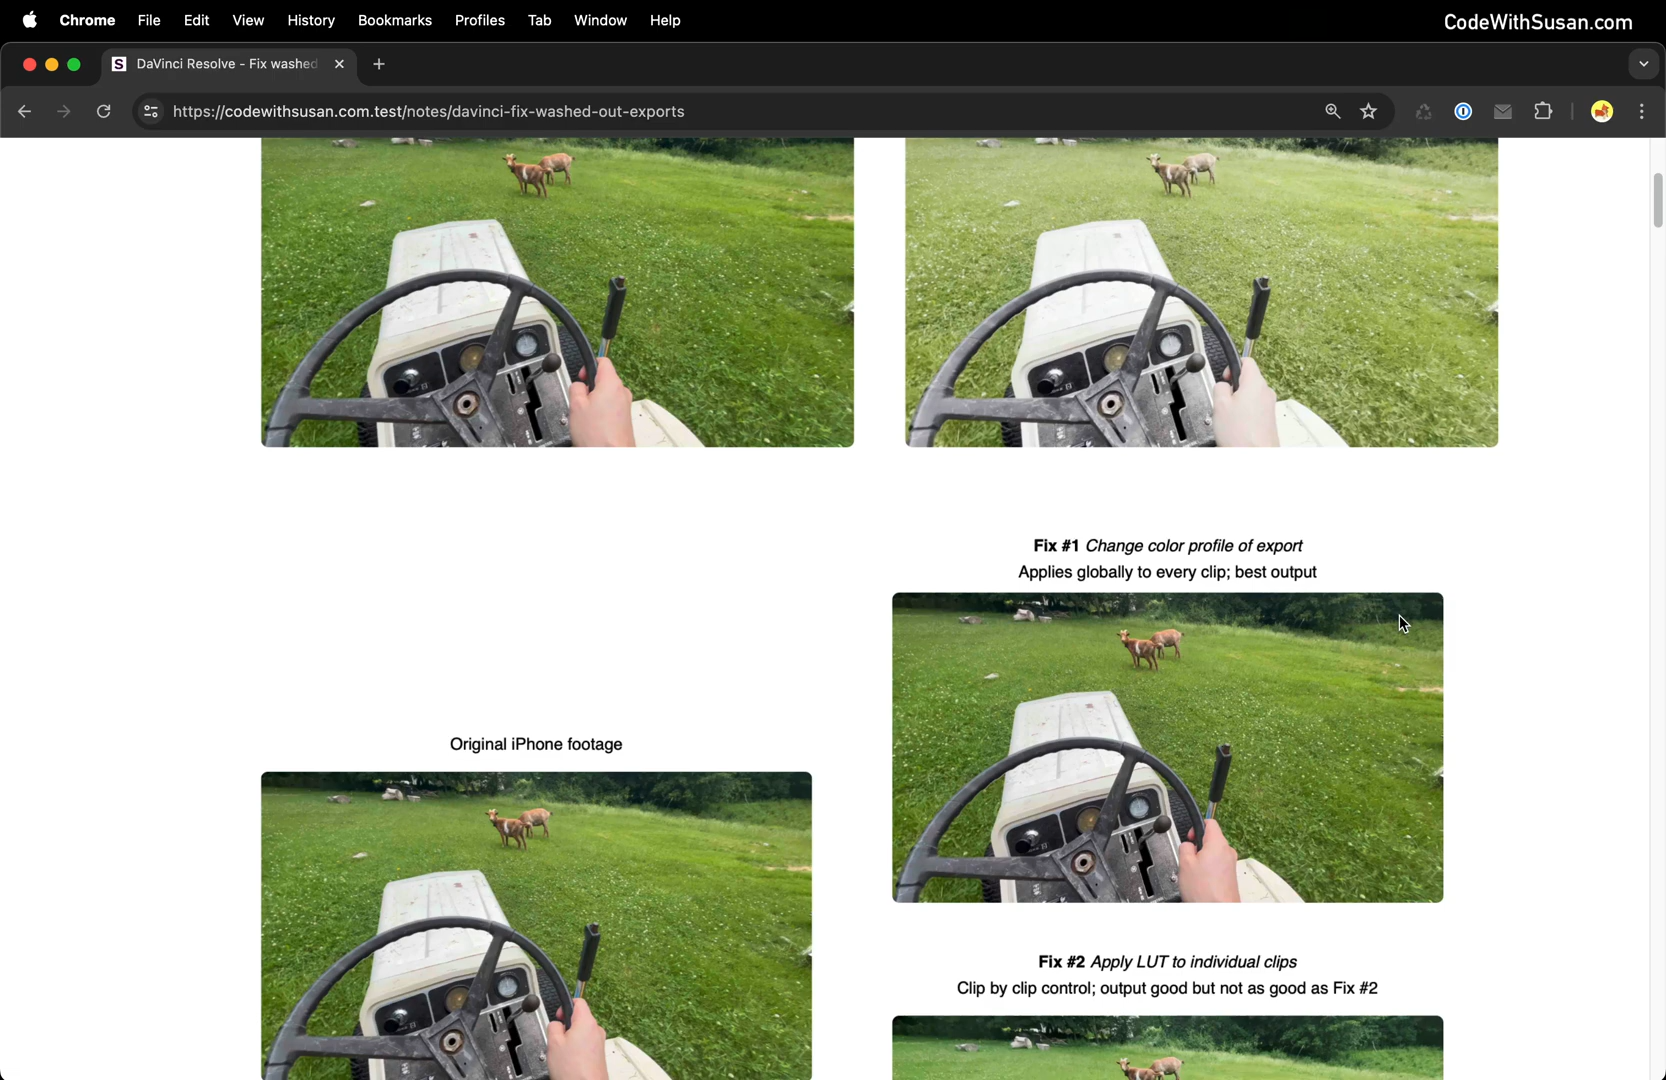 Chrome File Edit View History Bookmarks Profiles Tab Window Help
CodeWithSusan.com
S DaVinci Resolve - Fix washed
https://codewithsusan.com.test/notes/davinci-fix-washed-out-exports
Fix #1 Change color profile of export
Applies globally to every clip; best output
Original iPhone footage
Fix #2 Apply LUT to individual clips
Clip by clip control; output good but not as good as Fix #2